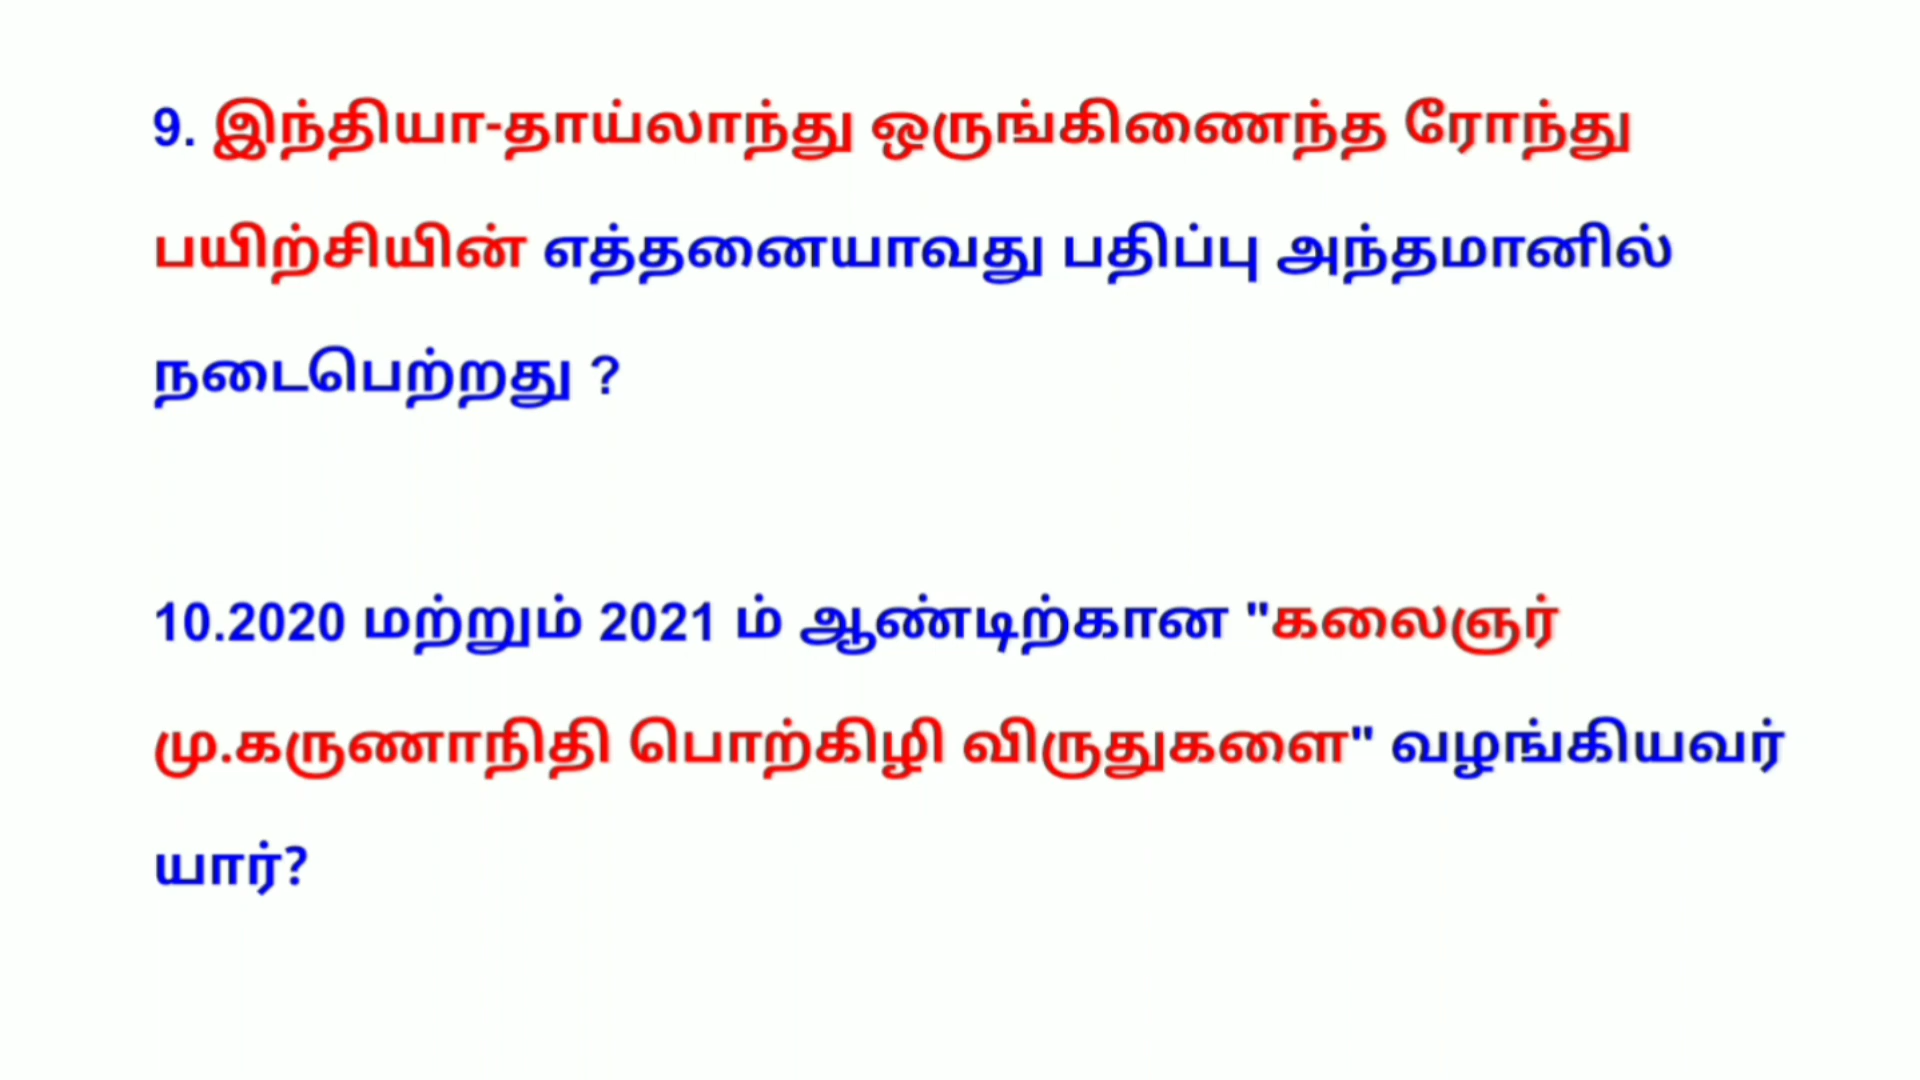 9. இந்தியா-தாய்லாந்து ஒருங்கிணைந்த ரோந்து
பயிற்சியின் எத்தனையாவது பதிப்பு அந்தமானில்
நடைபெற்றது ?
10.2020 மற்றும் 2021 ம் ஆண்டிற்கான "கலைஞர்
மு.கருணாநிதி பொற்கிழி விருதுகளை" வழங்கியவர்
யார்?